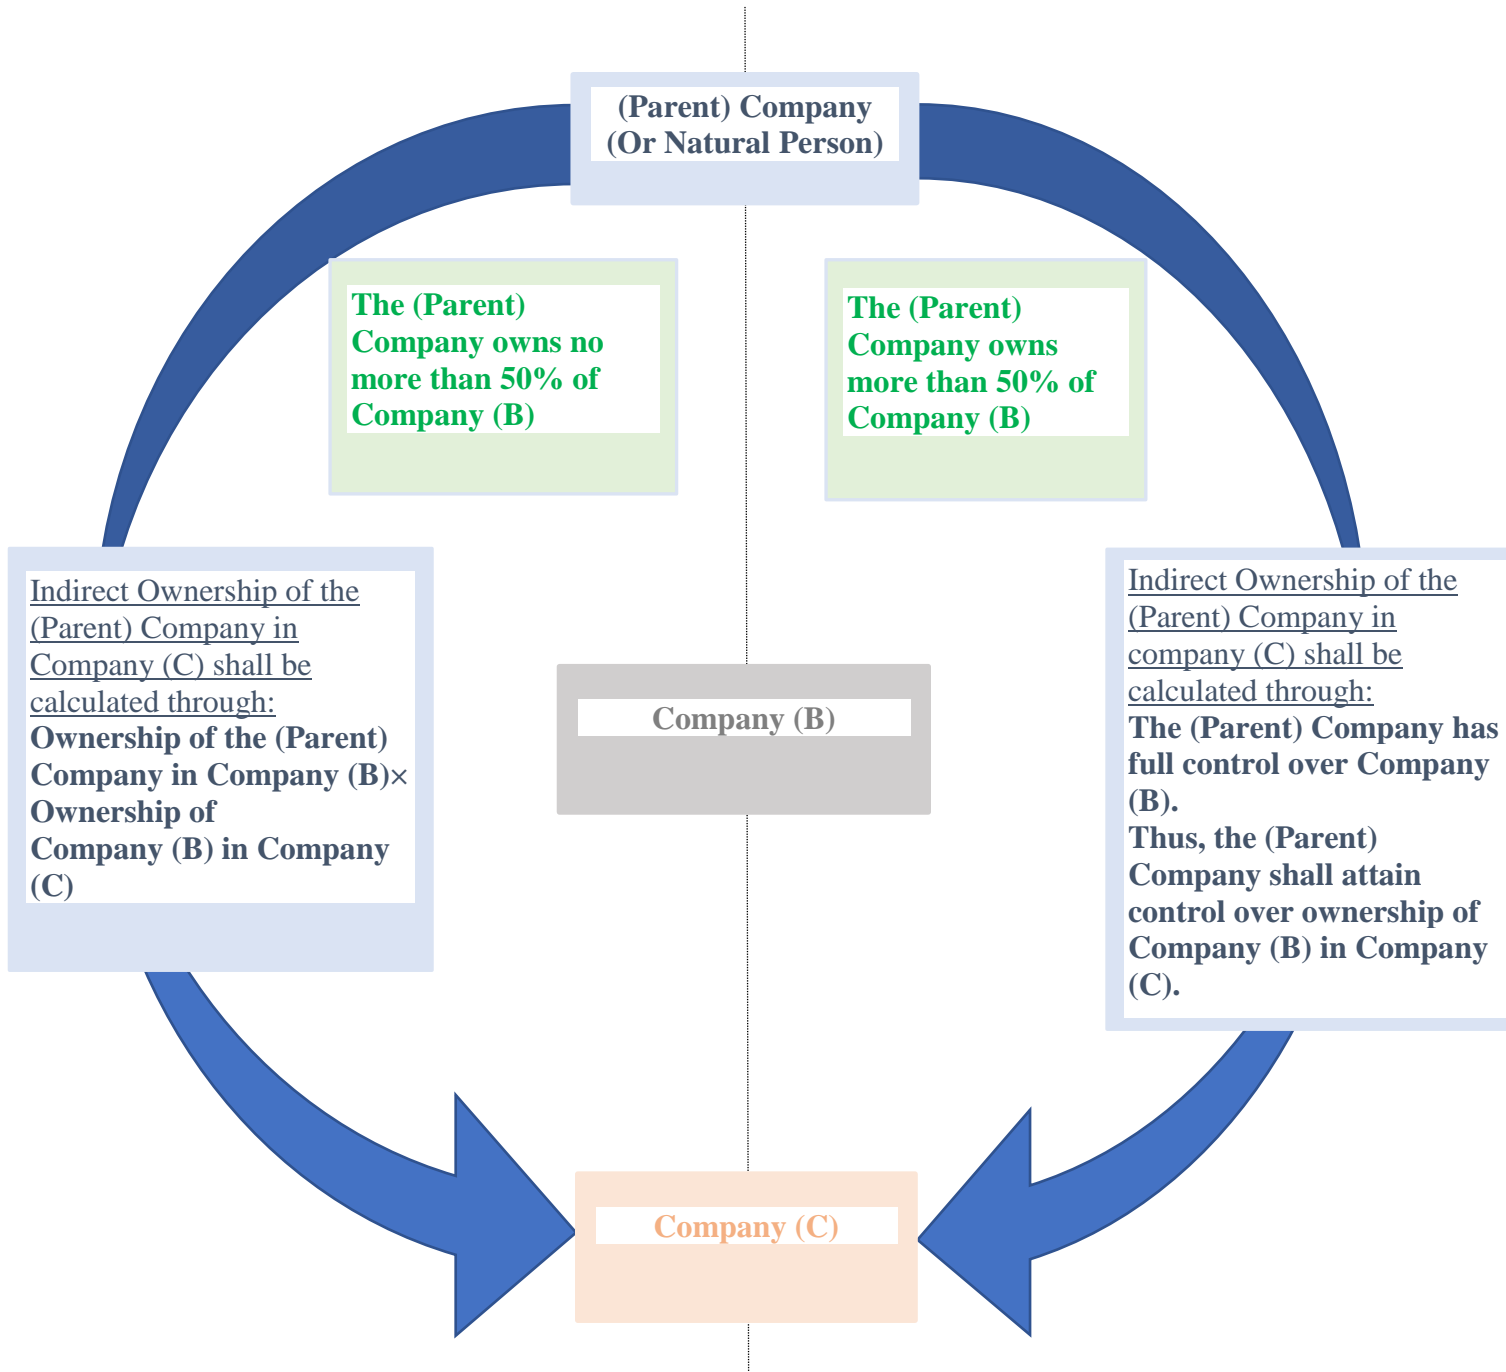 (Parent) Company
(Or Natural Person)
The (Parent)
Company owns no
more than 50% of
Company (B)
The (Parent)
Company owns
more than 50% of
Company (B)
Indirect Ownership of the
(Parent) Company in
Company (C) shall be
calculated through:
Ownership of the (Parent)
Company in Company (B)×
Ownership of
Company (B) in Company
(C)
Company (B)
Indirect Ownership of the
(Parent) Company in
company (C) shall be
calculated through:
The (Parent) Company has
full control over Company
(B).
Thus, the (Parent)
Company shall attain
control over ownership of
Company (B) in Company
(C).
Company (C)